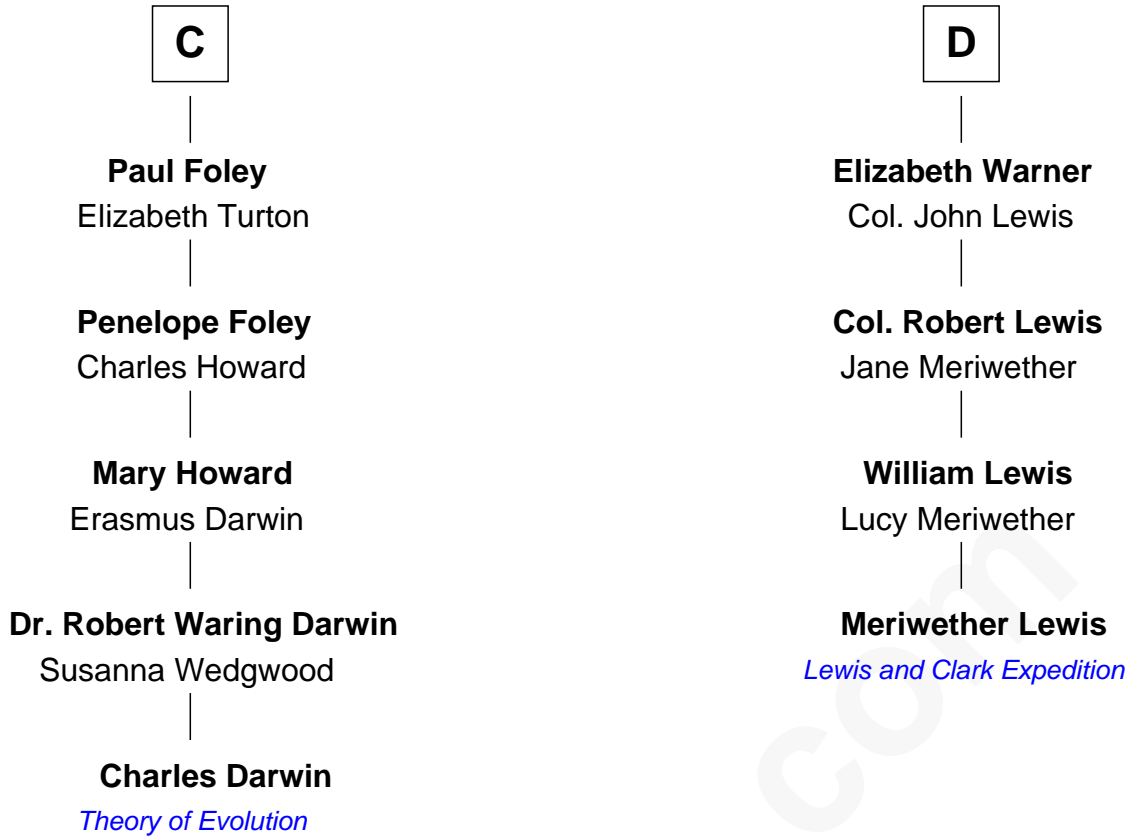 C
Paul Foley
Elizabeth Turton
Penelope Foley
Charles Howard
Mary Howard
Erasmus Darwin
Dr. Robert Waring Darwin
Susanna Wedgwood
Charles Darwin
Theory of Evolution
D
Elizabeth Warner
Col. John Lewis
Col. Robert Lewis
Jane Meriwether
William Lewis
Lucy Meriwether
Meriwether Lewis
Lewis and Clark Expedition
com